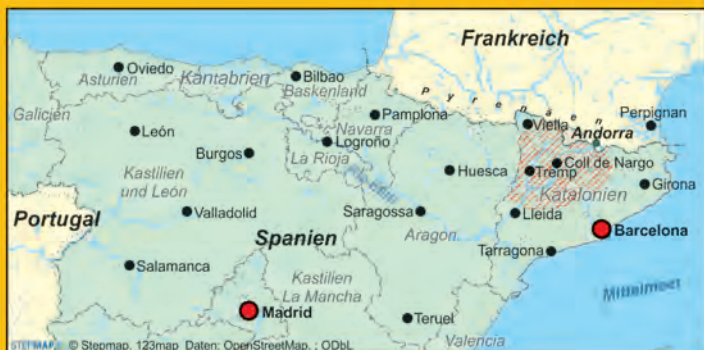 Frankreich
Oviedo
Asturien
Kantabrien
Bilbao
Baskenland
Pyrenäen
Galicien
Pamplona
Navarra
Viella
Andorra
Perpignan
León
Logroño
La Rioja
Burgos
Huesca
Coll de Nargo
Tremp
Girona
Kastilien
und León
Katalonien
Portugal
Valladolid
Saragossa
Lleida
Barcelona
Spanien
Aragon
Tarragona
Salamanca
Kastilien
La Mancha
Mittelmeer
Madrid
Teruel
Valencia
© Stepmap, 123map Daten: OpenStreetMap, : ODbL